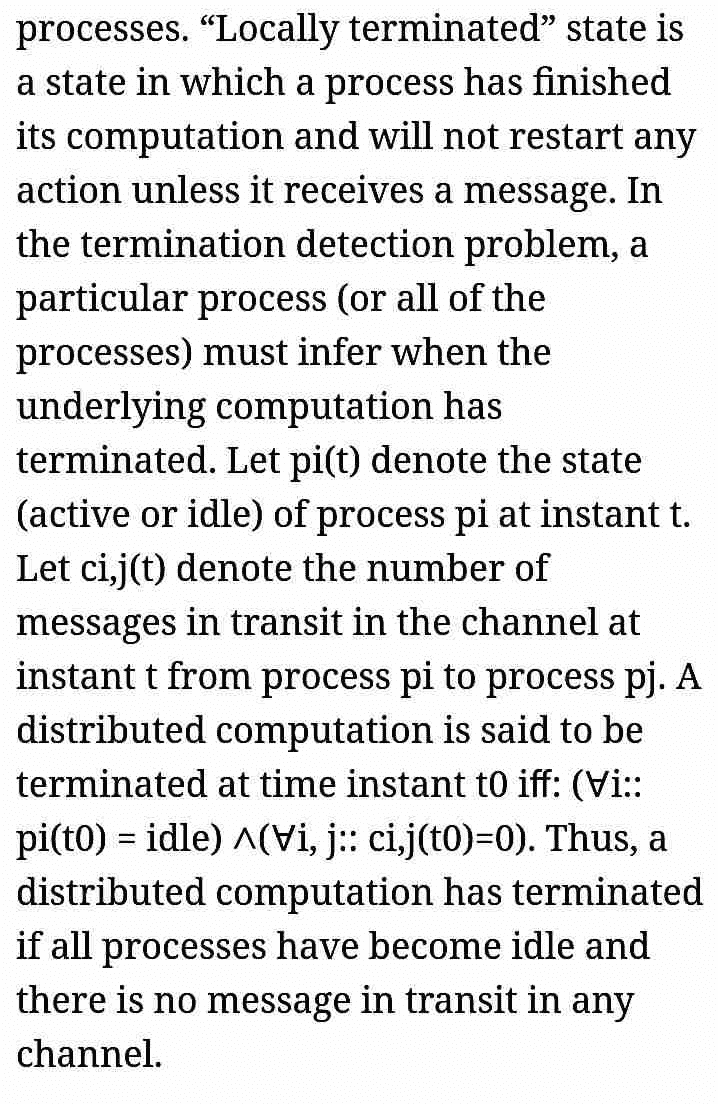 processes. “Locally terminated” state is
a state in which a process has finished
its computation and will not restart any
action unless it receives a message. In
the termination detection problem, a
particular process (or all of the
processes) must infer when the
underlying computation has
terminated. Let pi(t) denote the state
(active or idle) of process pi at instant t.
Let ci,j(t) denote the number of
messages in transit in the channel at
instant t from process pi to process pj. A
distributed computation is said to be
terminated at time instant t0 iff: (∀i::
pi(t0) = idle) ∧(∀i, j:: ci,j(t0)=0). Thus, a
distributed computation has terminated
if all processes have become idle and
there is no message in transit in any
channel.